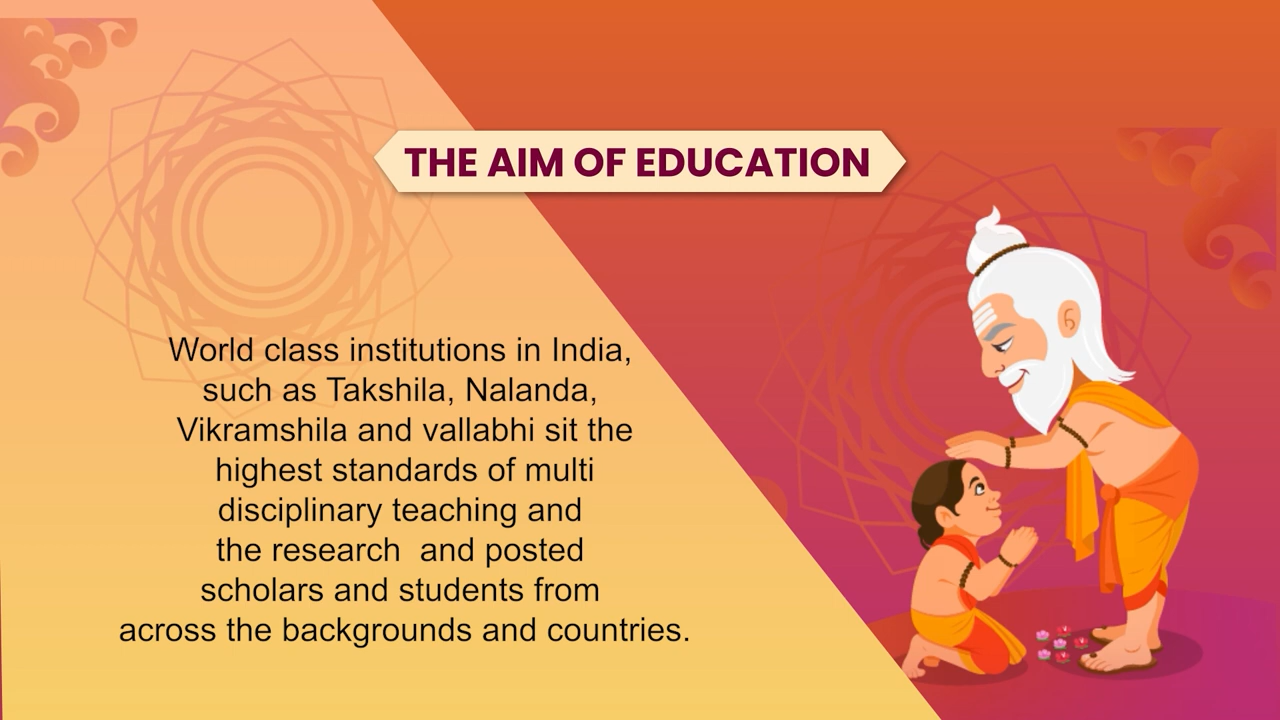 THE AIM OF EDUCATION
World class institutions in India,
such as Takshila, Nalanda,
Vikramshila and vallabhi sit the
highest standards of multi
disciplinary teaching and
the research  and posted
scholars and students from
across the backgrounds and countries.